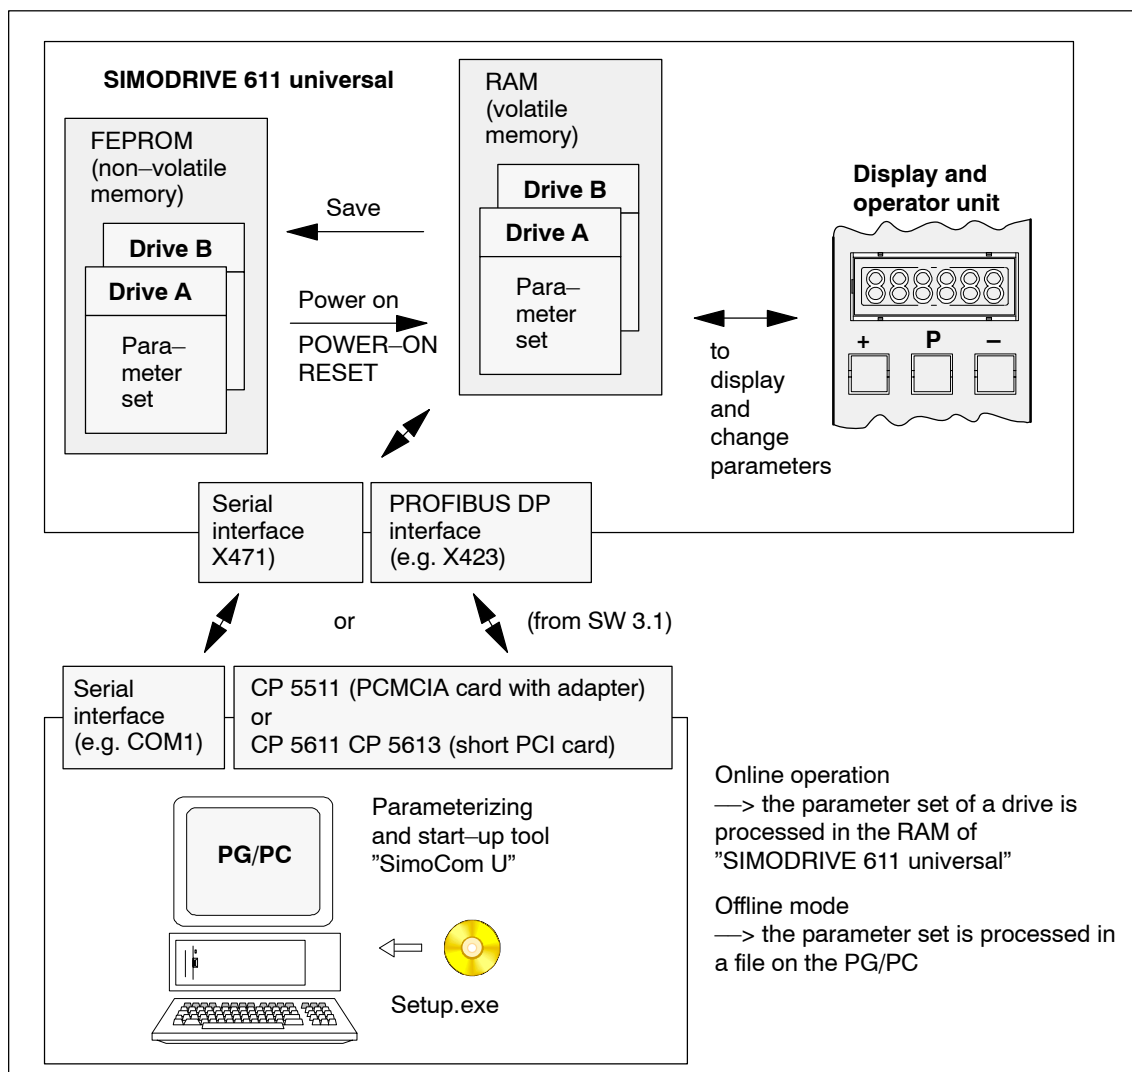 SIMODRIVE 611 universal
FEPROM
(non–volatile
memory)
Drive B
Drive A
Para–
meter
set
Save
Power on
POWER–ON
RESET
RAM
(volatile
memory)
Drive B
Drive A
Para–
meter
set
to
display
and
change
parameters
Display and
operator unit
+ P –
Serial
interface
X471)
PROFIBUS DP
interface
(e.g. X423)
or
(from SW 3.1)
Serial
interface
(e.g. COM1)
CP 5511 (PCMCIA card with adapter)
or
CP 5611 CP 5613 (short PCI card)
PG/PC
Parameterizing
and start–up tool
”SimoCom U”
Setup.exe
Online operation
––> the parameter set of a drive is
processed in the RAM of
”SIMODRIVE 611 universal”
Offline mode
––> the parameter set is processed in
a file on the PG/PC